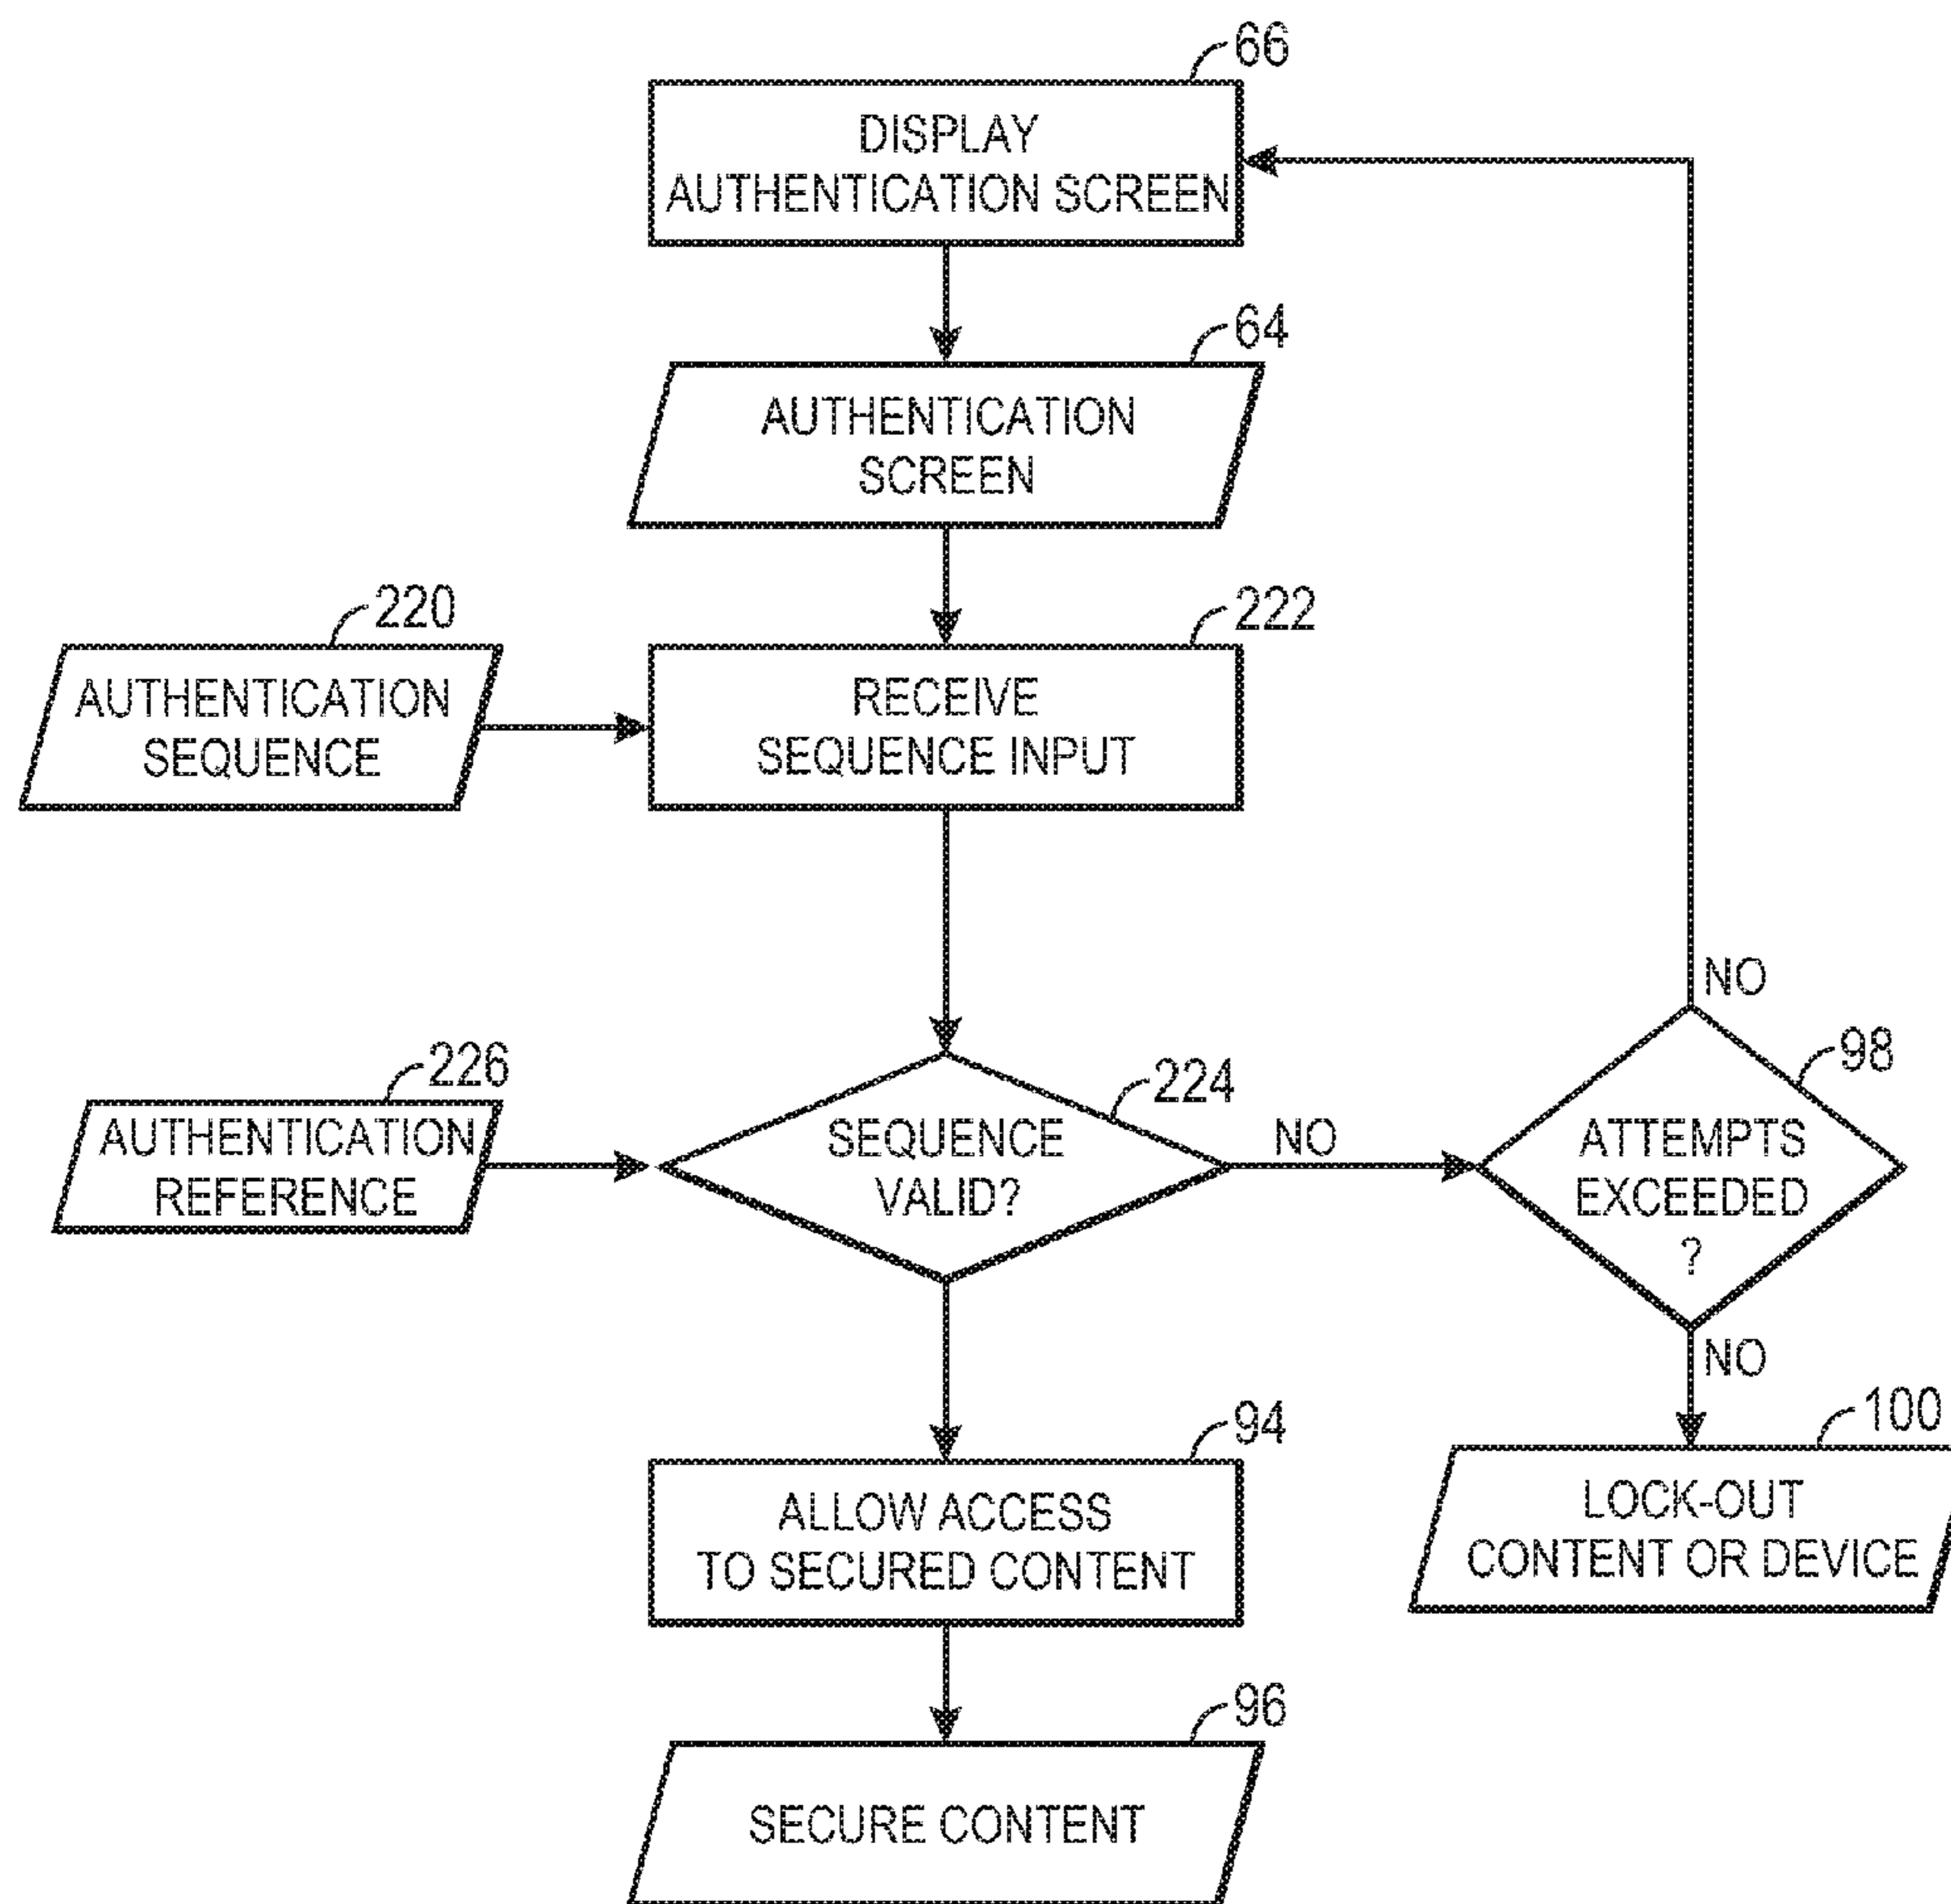 66
DISPLAY
AUTHENTICATION SCREEN
64
AUTHENTICATION
SCREEN
220
AUTHENTICATION
SEQUENCE
222
RECEIVE
SEQUENCE INPUT
226
AUTHENTICATION
REFERENCE
224
SEQUENCE
VALID?
NO
NO
98
ATTEMPTS
EXCEEDED
?
NO
94
ALLOW ACCESS
TO SECURED CONTENT
100
LOCK-OUT
CONTENT OR DEVICE
96
SECURE CONTENT